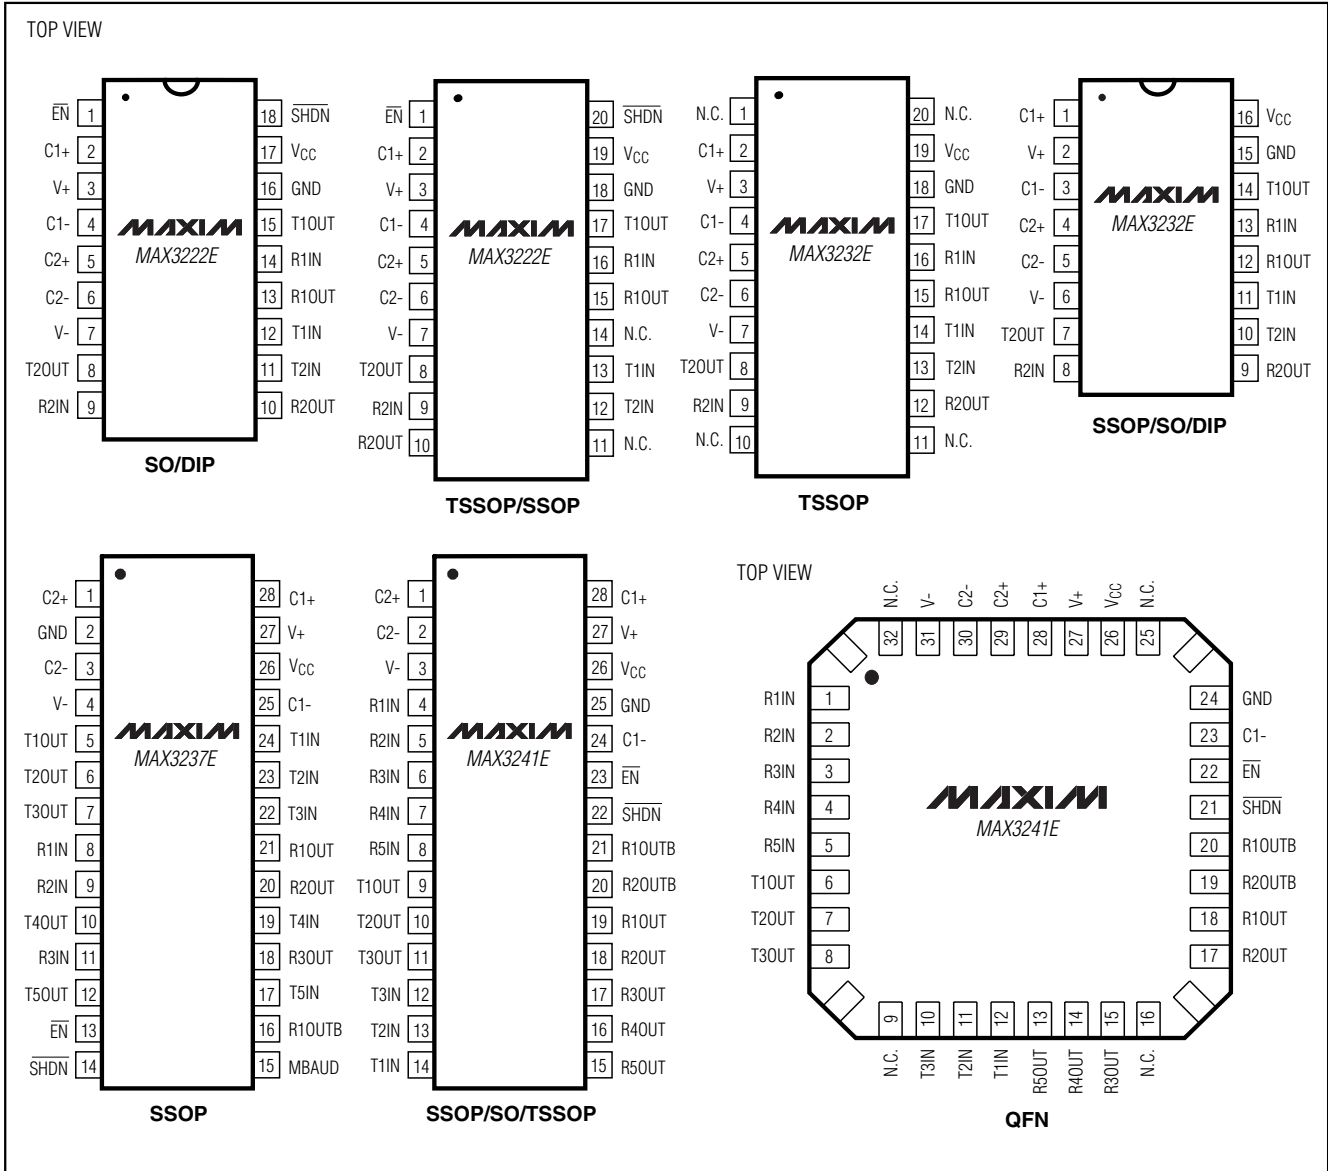 TOP VIEW
EN 1
C1+ 2
V+ 3
C1- 4
C2+ 5
C2- 6
V- 7
T2OUT 8
R2IN 9
18 SHDN
17 VCC
16 GND
15 T1OUT
14 R1IN
13 R1OUT
12 T1IN
11 T2IN
10 R2OUT
MAXIM
MAX3222E
SO/DIP
EN 1
C1+ 2
V+ 3
C1- 4
C2+ 5
C2- 6
V- 7
T2OUT 8
R2IN 9
R2OUT 10
20 SHDN
19 VCC
18 GND
17 T1OUT
16 R1IN
15 R1OUT
14 N.C.
13 T1IN
12 T2IN
11 N.C.
MAXIM
MAX3222E
TSSOP/SSOP
N.C. 1
C1+ 2
V+ 3
C1- 4
C2+ 5
C2- 6
V- 7
T2OUT 8
R2IN 9
N.C. 10
20 N.C.
19 VCC
18 GND
17 T1OUT
16 R1IN
15 R1OUT
14 T1IN
13 T2IN
12 R2OUT
11 N.C.
MAXIM
MAX3232E
TSSOP
C1+ 1
V+ 2
C1- 3
C2+ 4
C2- 5
V- 6
T2OUT 7
R2IN 8
16 VCC
15 GND
14 T1OUT
13 R1IN
12 R1OUT
11 T1IN
10 T2IN
9 R2OUT
MAXIM
MAX3232E
SSOP/SO/DIP
C2+ 1
GND 2
C2- 3
V- 4
T1OUT 5
T2OUT 6
T3OUT 7
R1IN 8
R2IN 9
T4OUT 10
R3IN 11
T5OUT 12
EN 13
SHDN 14
28 C1+
27 V+
26 VCC
25 C1-
24 T1IN
23 T2IN
22 T3IN
21 R1OUT
20 R2OUT
19 T4IN
18 R3OUT
17 T5IN
16 R1OUTB
15 MBAUD
MAXIM
MAX3237E
SSOP
C2+ 1
C2- 2
V- 3
R1IN 4
R2IN 5
R3IN 6
R4IN 7
R5IN 8
T1OUT 9
T2OUT 10
T3OUT 11
T3IN 12
T2IN 13
T1IN 14
28 C1+
27 V+
26 VCC
25 GND
24 C1-
23 EN
22 SHDN
21 R1OUTB
20 R2OUTB
19 R1OUT
18 R2OUT
17 R3OUT
16 R4OUT
15 R5OUT
MAXIM
MAX3241E
SSOP/SO/TSSOP
TOP VIEW
N.C. 32
V- 31
C2- 30
C2+ 29
C1+ 28
V+ 27
VCC 26
N.C. 25
R1IN 1
R2IN 2
R3IN 3
R4IN 4
R5IN 5
T1OUT 6
T2OUT 7
T3OUT 8
24 GND
23 C1-
22 EN
21 SHDN
20 R1OUTB
19 R2OUTB
18 R1OUT
17 R2OUT
MAXIM
MAX3241E
9 N.C.
10 T3IN
11 T2IN
12 T1IN
13 R5OUT
14 R4OUT
15 R3OUT
16 N.C.
QFN